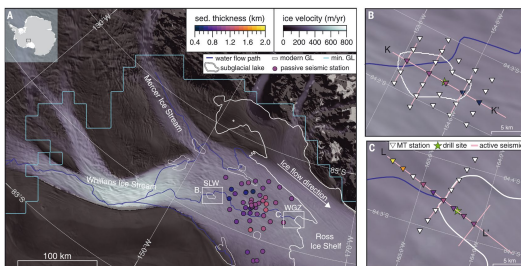 A
sed. thickness (km)
0.4 0.8 1.2 1.6 2.0
ice velocity (m/yr)
0 200 400 600 800
water flow path
modern GL
min. GL
subglacial lake
passive seismic station
Mercer Ice Stream
Whillans Ice Stream
Ice flow direction
B. SLW
WGZ
C.
Ross
Ice Shelf
85°S
83°S
150°W
100 km
B
K
K'
5 km
C
MT station
drill site
active seismic
L
L'
5 km